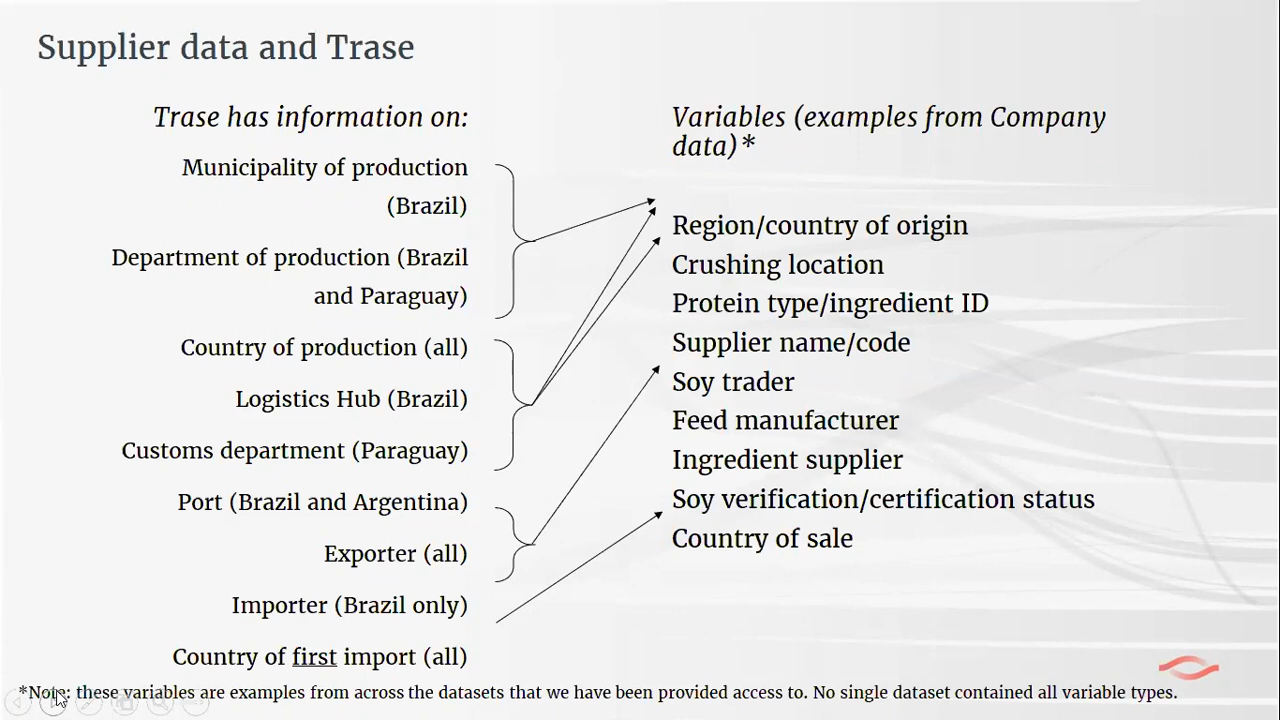 Supplier data and Trase
Trase has information on:
Municipality of production
(Brazil)
Department of production (Brazil
and Paraguay)
Country of production (all)
Logistics Hub (Brazil)
Customs department (Paraguay)
Port (Brazil and Argentina)
Exporter (all)
Importer (Brazil only)
Country of first import (all)
Variables (examples from Company
data)*
Region/country of origin
Crushing location
Protein type/ingredient ID
Supplier name/code
Soy trader
Feed manufacturer
Ingredient supplier
Soy verification/certification status
Country of sale
*Note: these variables are examples from across the datasets that we have been provided access to. No single dataset contained all variable types.